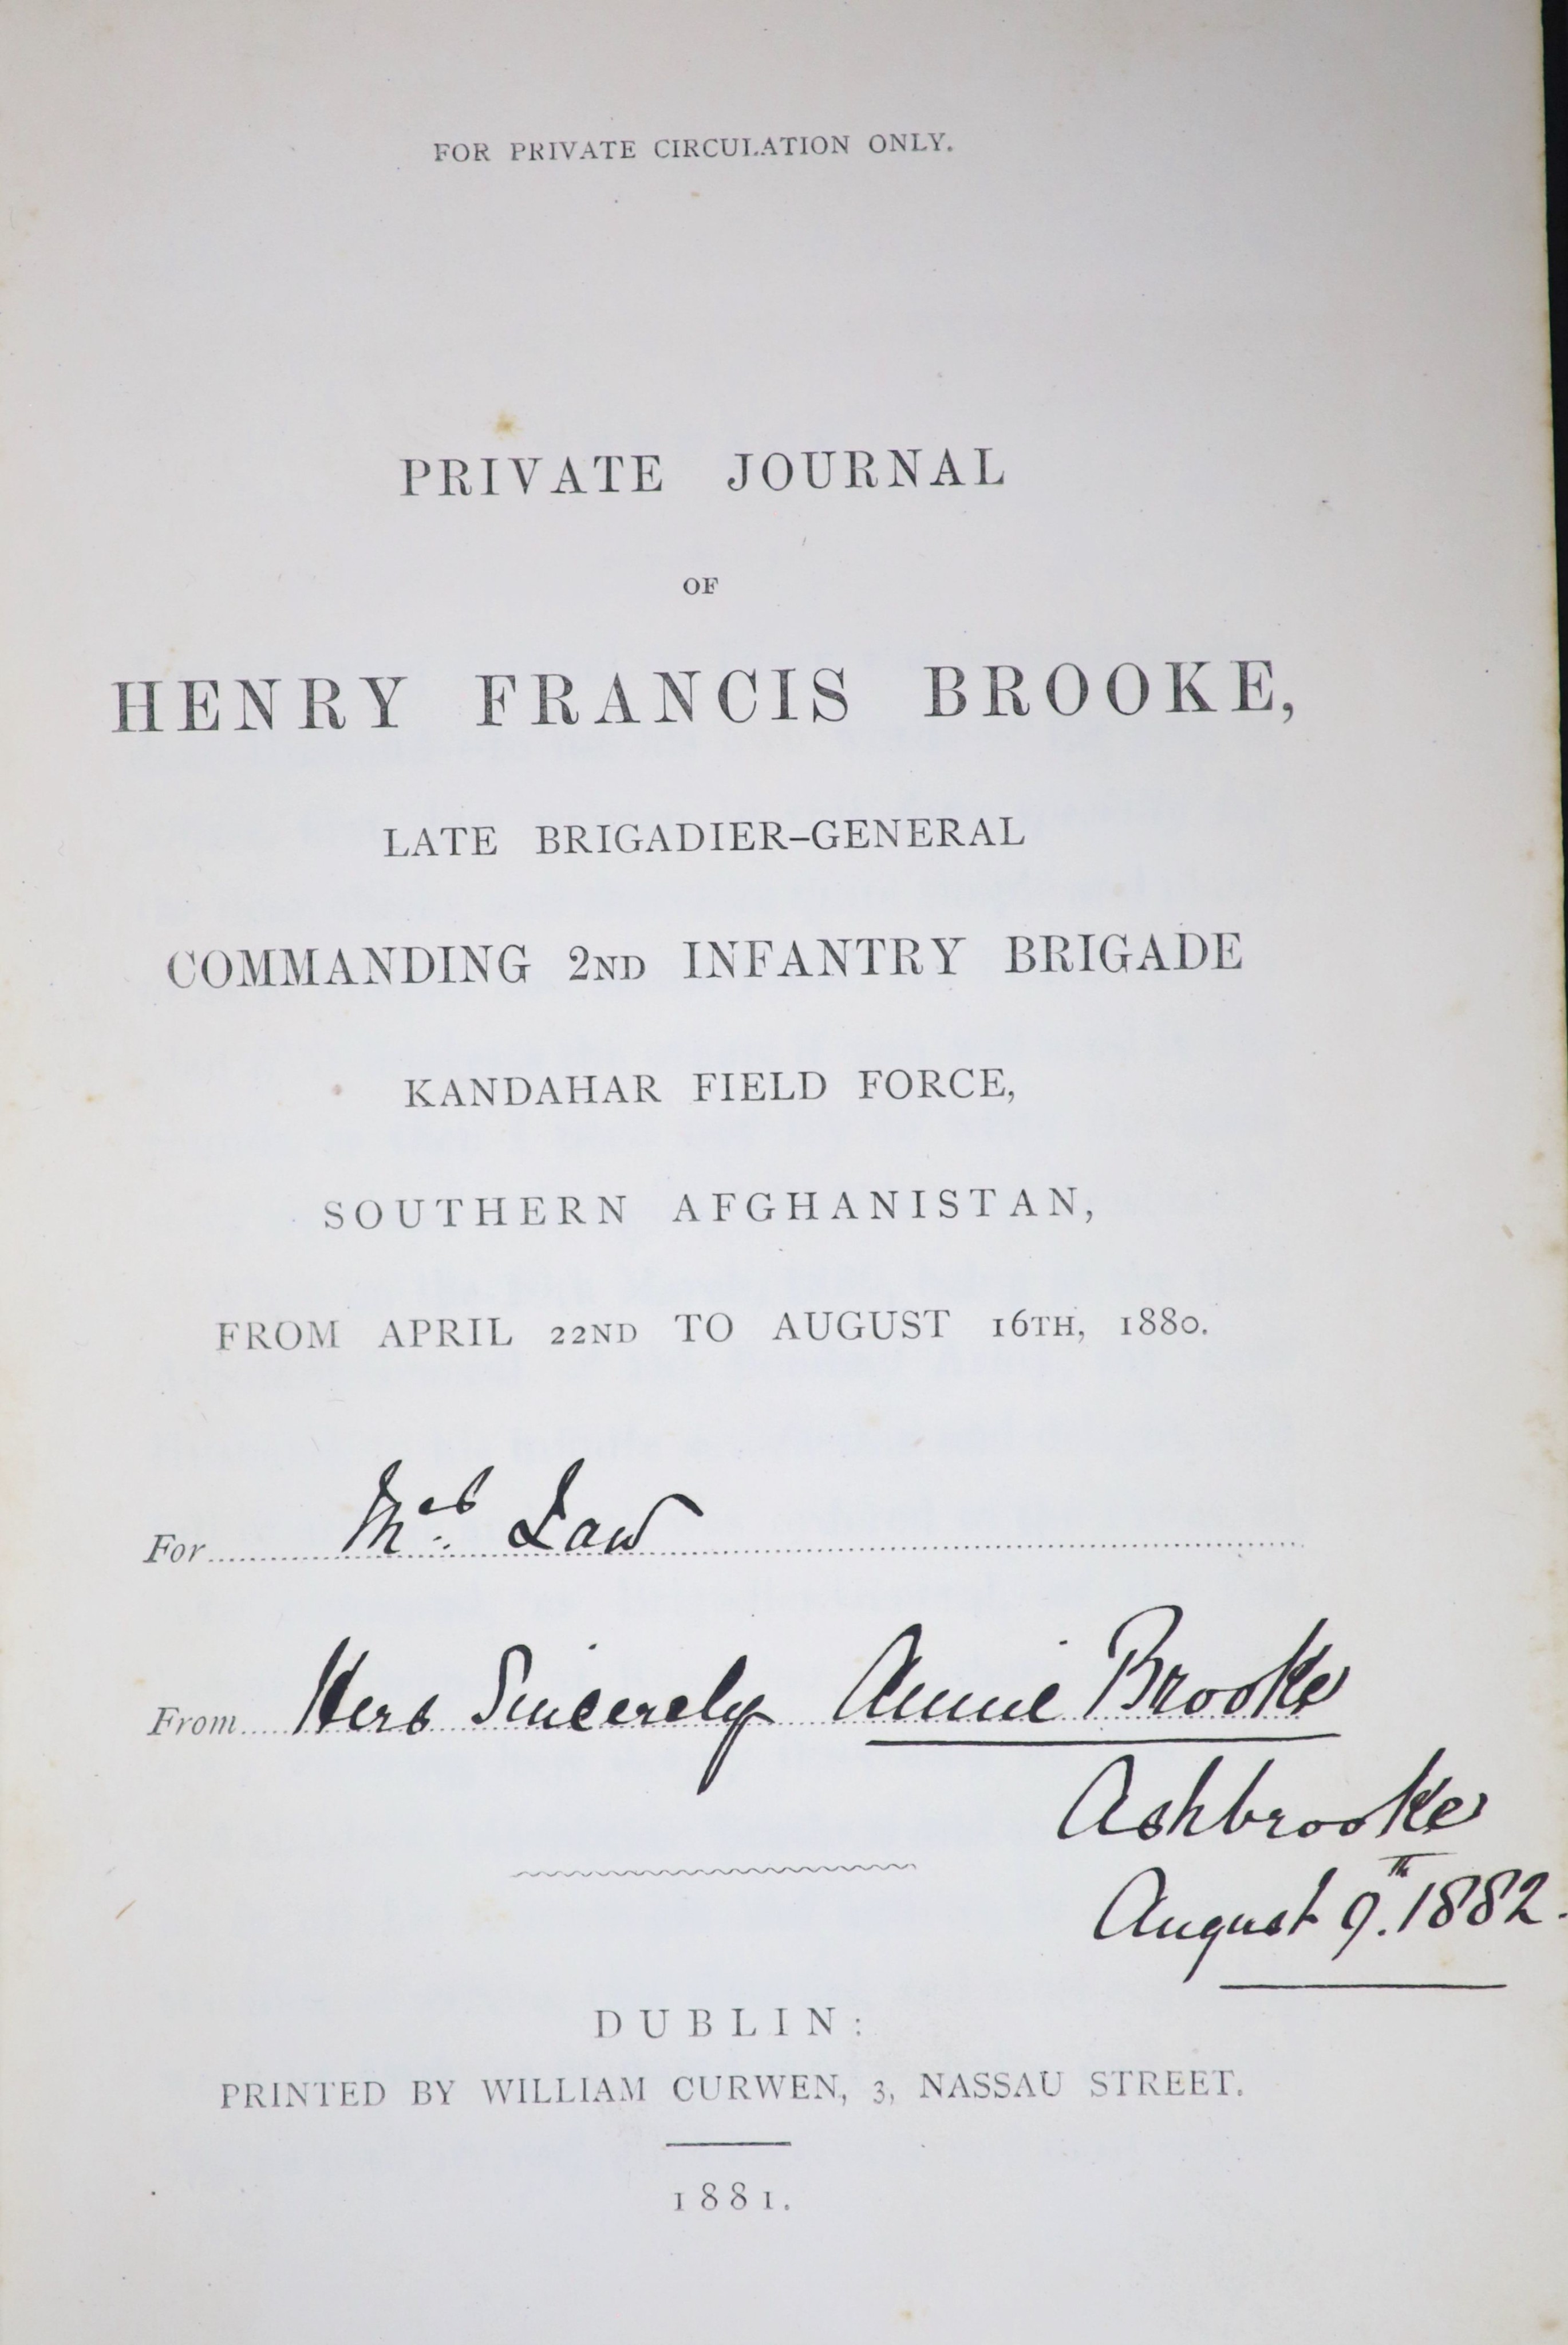 FOR PRIVATE CIRCULATION ONLY.
PRIVATE JOURNAL
OF
HENRY FRANCIS BROOKE,
LATE BRIGADIER-GENERAL
COMMANDING 2ND INFANTRY BRIGADE
KANDAHAR FIELD FORCE,
SOUTHERN AFGHANISTAN,
FROM APRIL 22ND TO AUGUST 16TH, 1880.
For Mrs. Law
From Hers Sincerely Annie Brooke
Ashbrooke
August 9th. 1882.
DUBLIN:
PRINTED BY WILLIAM CURWEN, 3, NASSAU STREET.
1881.